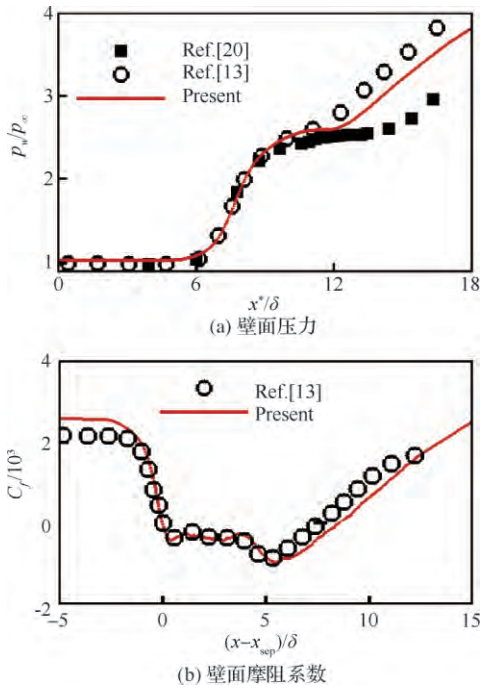 4
Ref.[20]
Ref.[13]
Present
3
p_w/p_∞
2
1
0 6 12 18
x*/δ
(a) 壁面压力
4
Ref.[13]
Present
2
C_f/10³
0
-2
-5 0 5 10 15
(x-x_sep)/δ
(b) 壁面摩阻系数